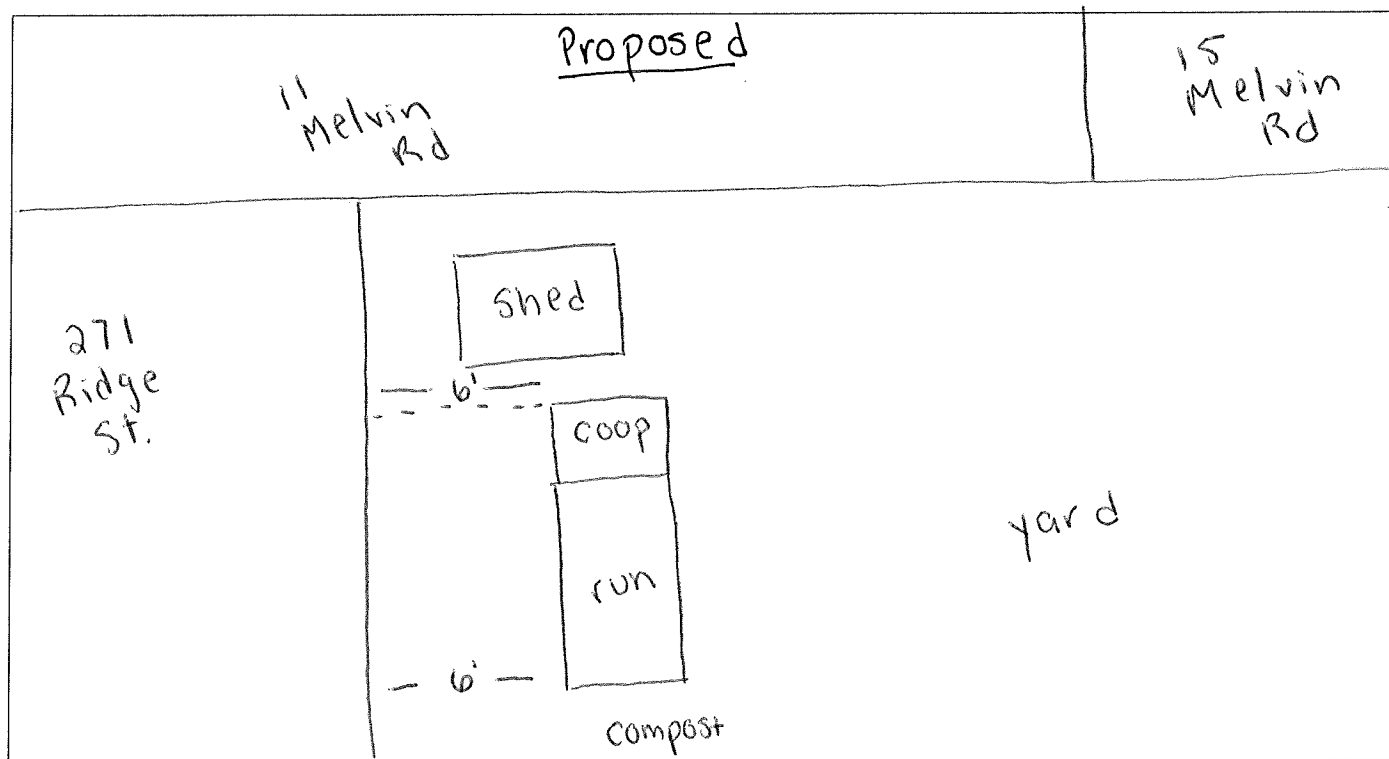 Proposed
11
Melvin
Rd
15
Melvin
Rd
shed
271
Ridge
St.
6'
coop
yard
run
6'
compost